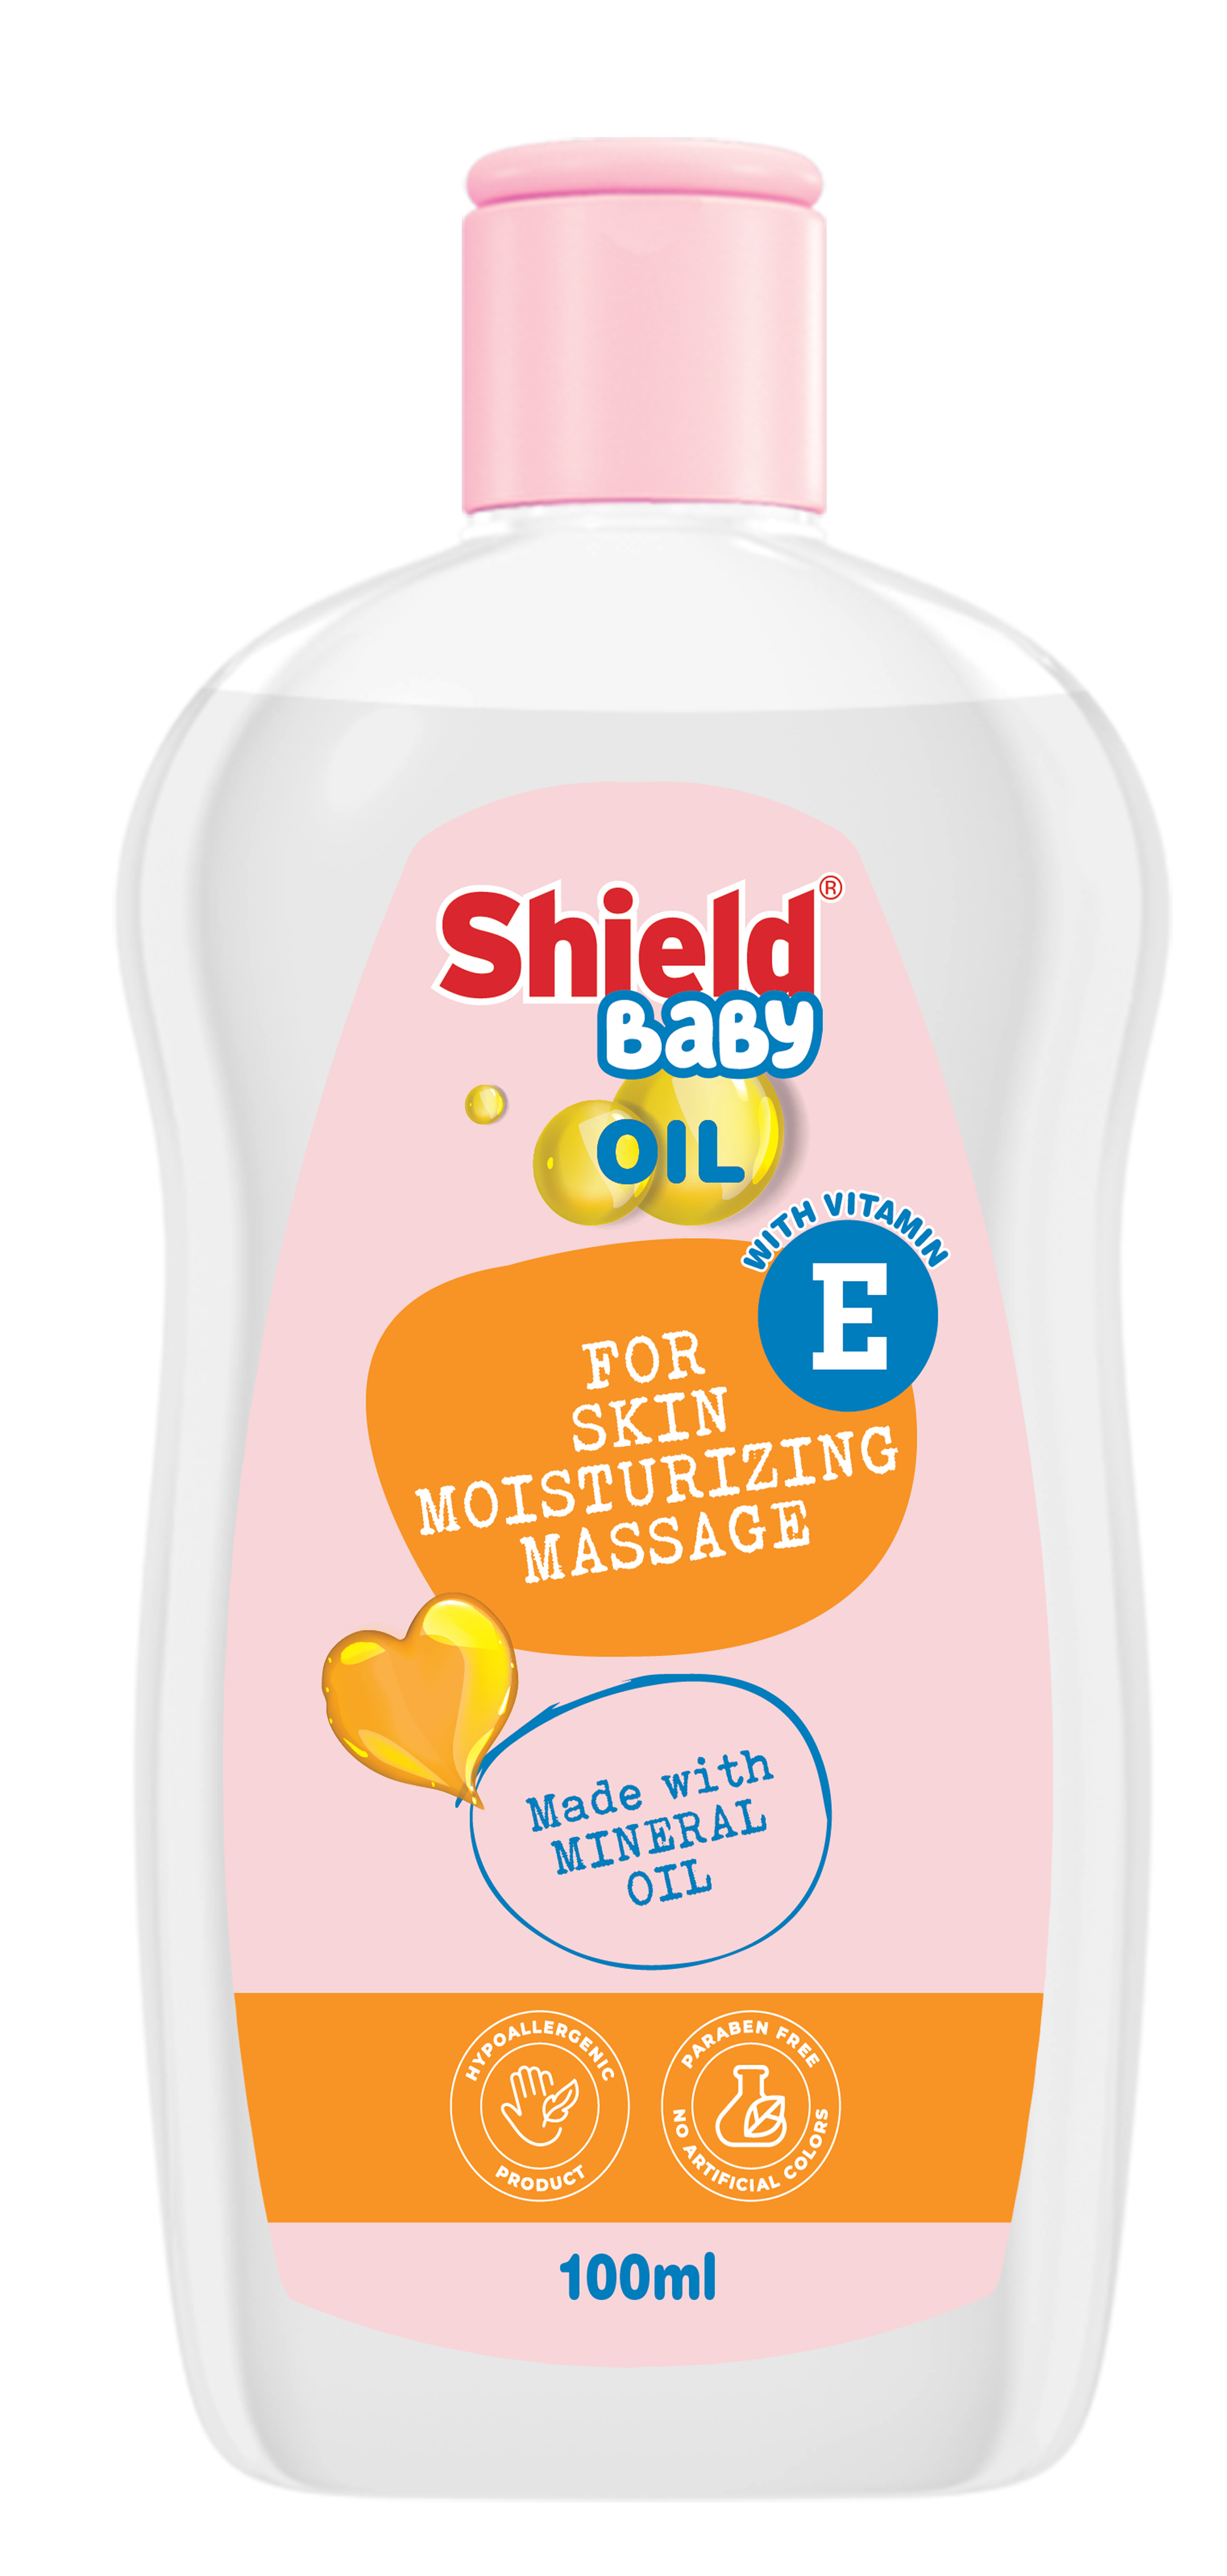 Shield®
BaBy
OIL
WITH VITAMIN
E
FOR
SKIN
MOISTURIZING
MASSAGE
Made with
MINERAL
OIL
HYPOALLERGENIC
PRODUCT
PARABEN FREE
NO ARTIFICIAL COLORS
100ml